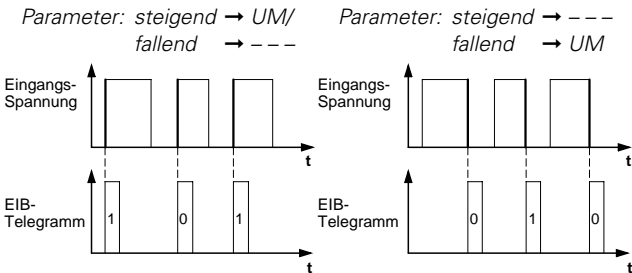 Parameter: steigend → UM/
fallend → – – –
Eingangs-
Spannung
t
EIB-
Telegramm
1 0 1
t
Parameter: steigend → – – –
fallend → UM
Eingangs-
Spannung
t
EIB-
Telegramm
0 1 0
t